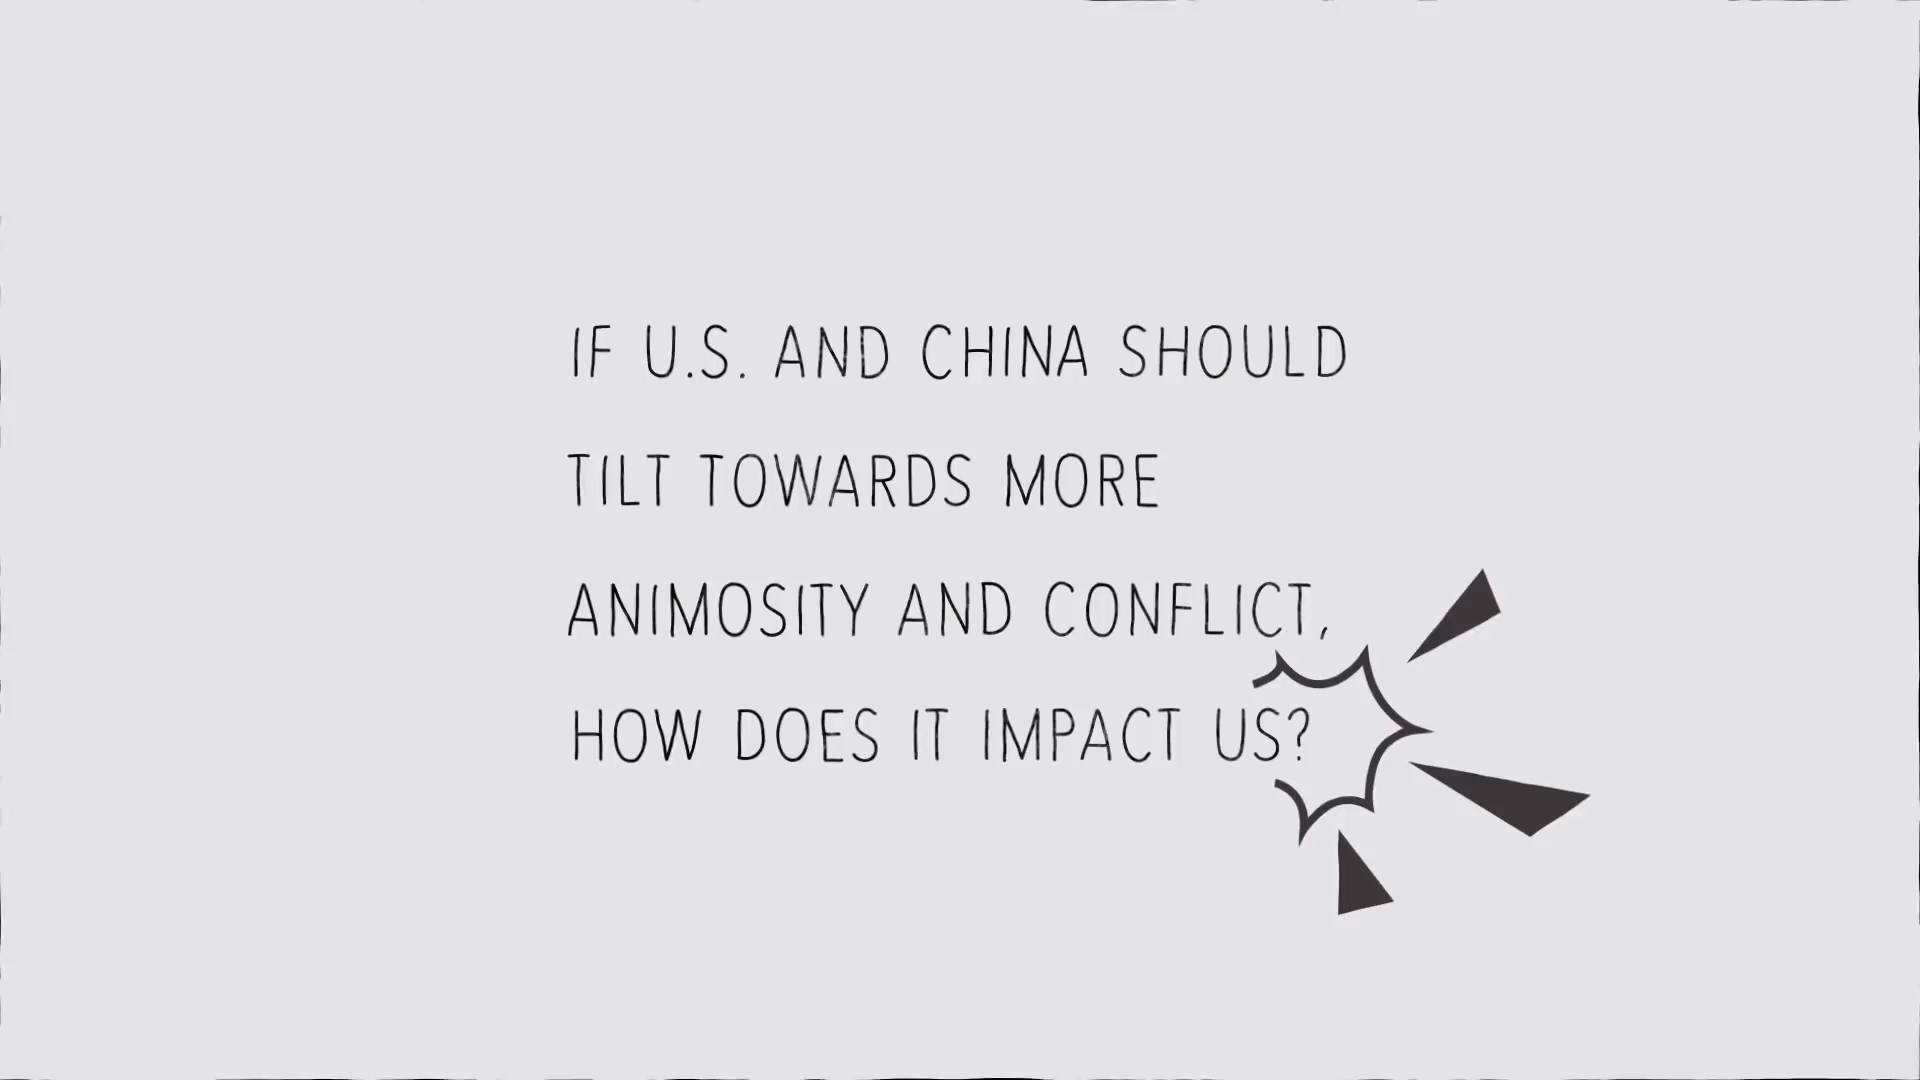 IF U.S. AND CHINA SHOULD
TILT TOWARDS MORE
ANIMOSITY AND CONFLICT,
HOW DOES IT IMPACT US?